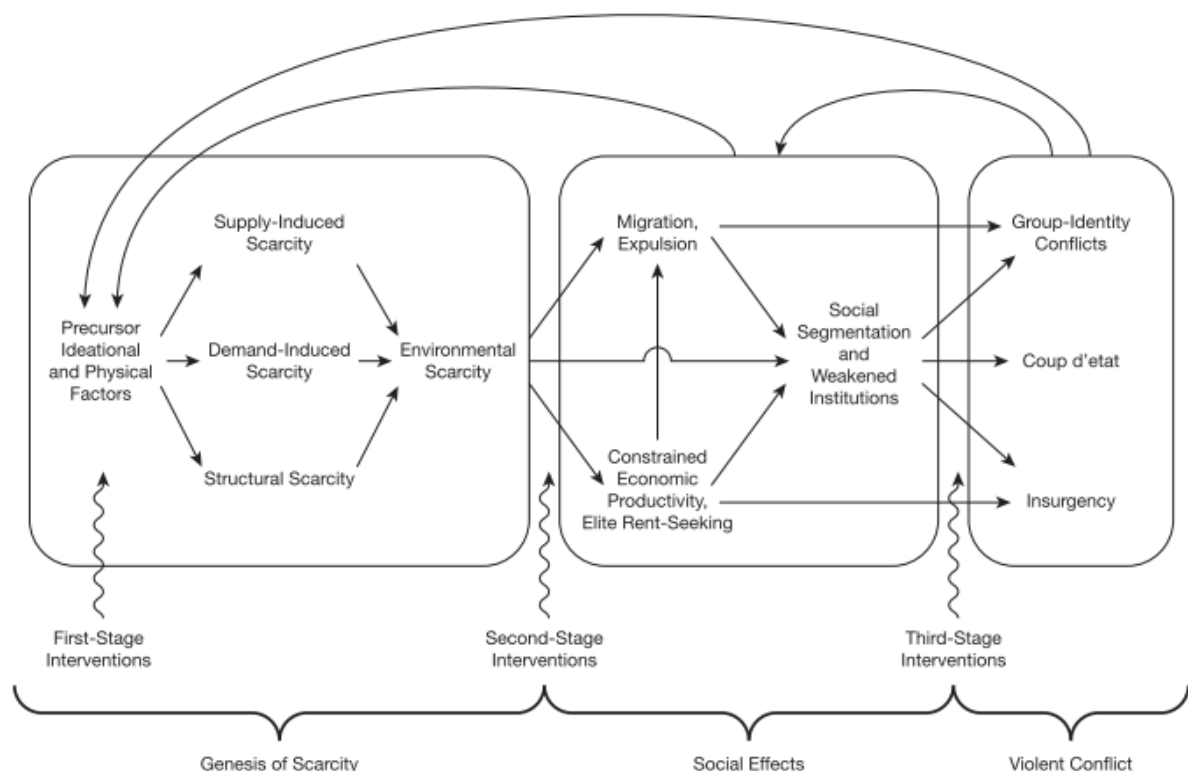 Supply-Induced
Scarcity
Precursor
Ideational
and Physical
Factors
Demand-Induced
Scarcity
Structural Scarcity
Environmental
Scarcity
Migration,
Expulsion
Constrained
Economic
Productivity,
Elite Rent-Seeking
Social
Segmentation
and
Weakened
Institutions
Group-Identity
Conflicts
Coup d'etat
Insurgency
First-Stage
Interventions
Second-Stage
Interventions
Third-Stage
Interventions
Genesis of Scarcity
Social Effects
Violent Conflict